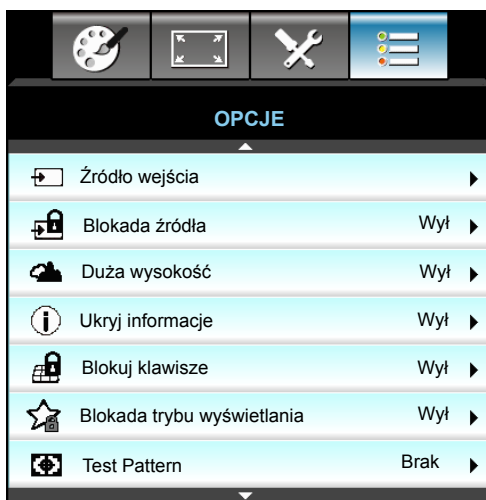 OPCJE
Źródło wejścia
Blokada źródła Wył
Duża wysokość Wył
Ukryj informacje Wył
Blokuj klawisze Wył
Blokada trybu wyświetlania Wył
Test Pattern Brak